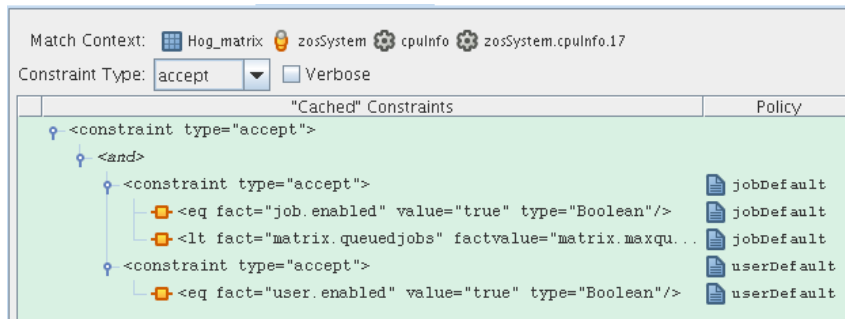 Match Context: Hog_matrix zosSystem cpuInfo zosSystem.cpuInfo.17
Constraint Type: accept Verbose
"Cached" Constraints Policy
<constraint type="accept">
<and>
<constraint type="accept"> jobDefault
<eq fact="job.enabled" value="true" type="Boolean"/> jobDefault
<lt fact="matrix.queuedjobs" factvalue="matrix.maxqu... jobDefault
<constraint type="accept"> userDefault
<eq fact="user.enabled" value="true" type="Boolean"/> userDefault